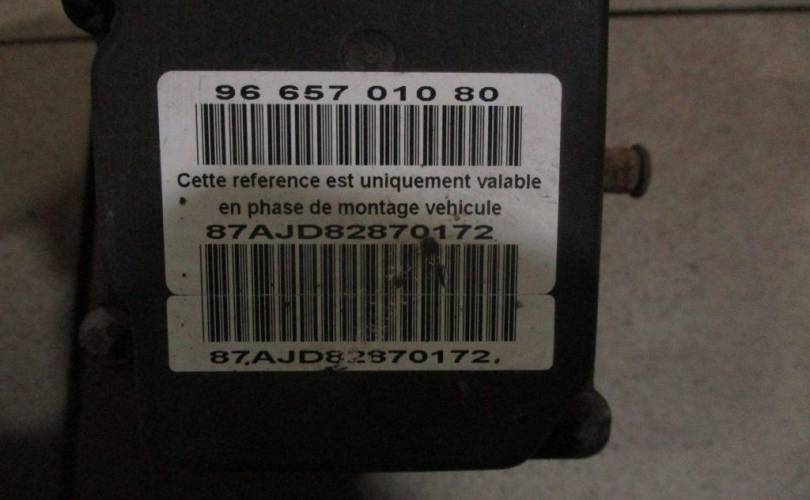 96 657 010 80
Cette reference est uniquement valable
en phase de montage vehicule
87AJD82870172
87AJD82870172